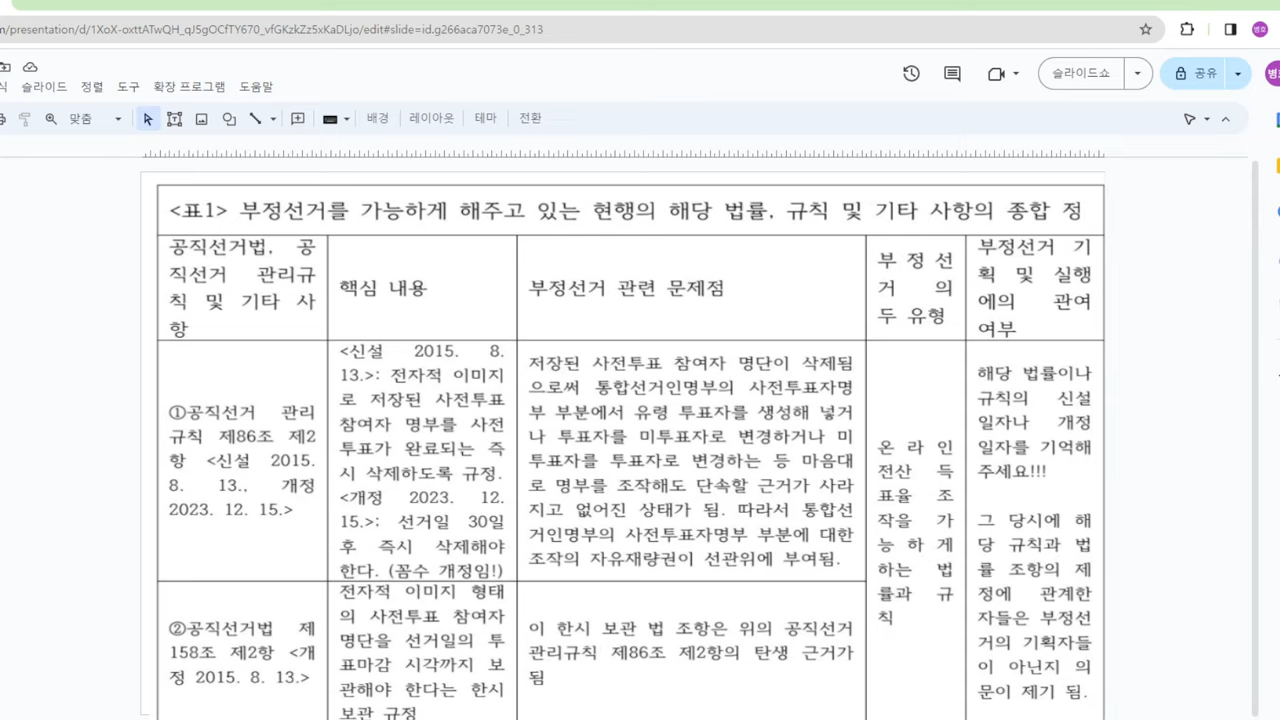 m/presentation/d/1XoX-oxttATwQH_qJ5gOCfTY670_vfGKzkZz5xKaDLjo/edit#slide=id.g266aca7073e_0_313
병호
식 슬라이드 정렬 도구 확장 프로그램 도움말
슬라이드쇼
공유
맞춤
배경 레이아웃 테마 전환
<표1> 부정선거를 가능하게 해주고 있는 현행의 해당 법률, 규칙 및 기타 사항의 종합 정
공직선거법, 공
직선거 관리규
칙 및 기타 사
항
핵심 내용
부정선거 관련 문제점
부 정 선
거 의
두 유형
부정선거 기
획 및 실행
에의 관여
여부
①공직선거 관리
규칙 제86조 제2
항 <신설 2015.
8. 13., 개정
2023. 12. 15.>
<신설 2015. 8.
13.>: 전자적 이미지
로 저장된 사전투표
참여자 명부를 사전
투표가 완료되는 즉
시 삭제하도록 규정.
<개정 2023. 12.
15.>: 선거일 30일
후 즉시 삭제해야
한다. (꼼수 개정임!)
저장된 사전투표 참여자 명단이 삭제됨
으로써 통합선거인명부의 사전투표자명
부 부분에서 유령 투표자를 생성해 넣거
나 투표자를 미투표자로 변경하거나 미
투표자를 투표자로 변경하는 등 마음대
로 명부를 조작해도 단속할 근거가 사라
지고 없어진 상태가 됨. 따라서 통합선
거인명부의 사전투표자명부 부분에 대한
조작의 자유재량권이 선관위에 부여됨.
온 라 인
전산 득
표율 조
작을 가
능 하 게
하는 법
률과 규
칙
해당 법률이나
규칙의 신설
일자나 개정
일자를 기억해
주세요!!!
그 당시에 해
당 규칙과 법
률 조항의 제
정에 관계한
자들은 부정선
거의 기획자들
이 아닌지 의
문이 제기 됨.
②공직선거법 제
158조 제2항 <개
정 2015. 8. 13.>
전자적 이미지 형태
의 사전투표 참여자
명단을 선거일의 투
표마감 시각까지 보
관해야 한다는 한시
보관 규정
이 한시 보관 법 조항은 위의 공직선거
관리규칙 제86조 제2항의 탄생 근거가
됨